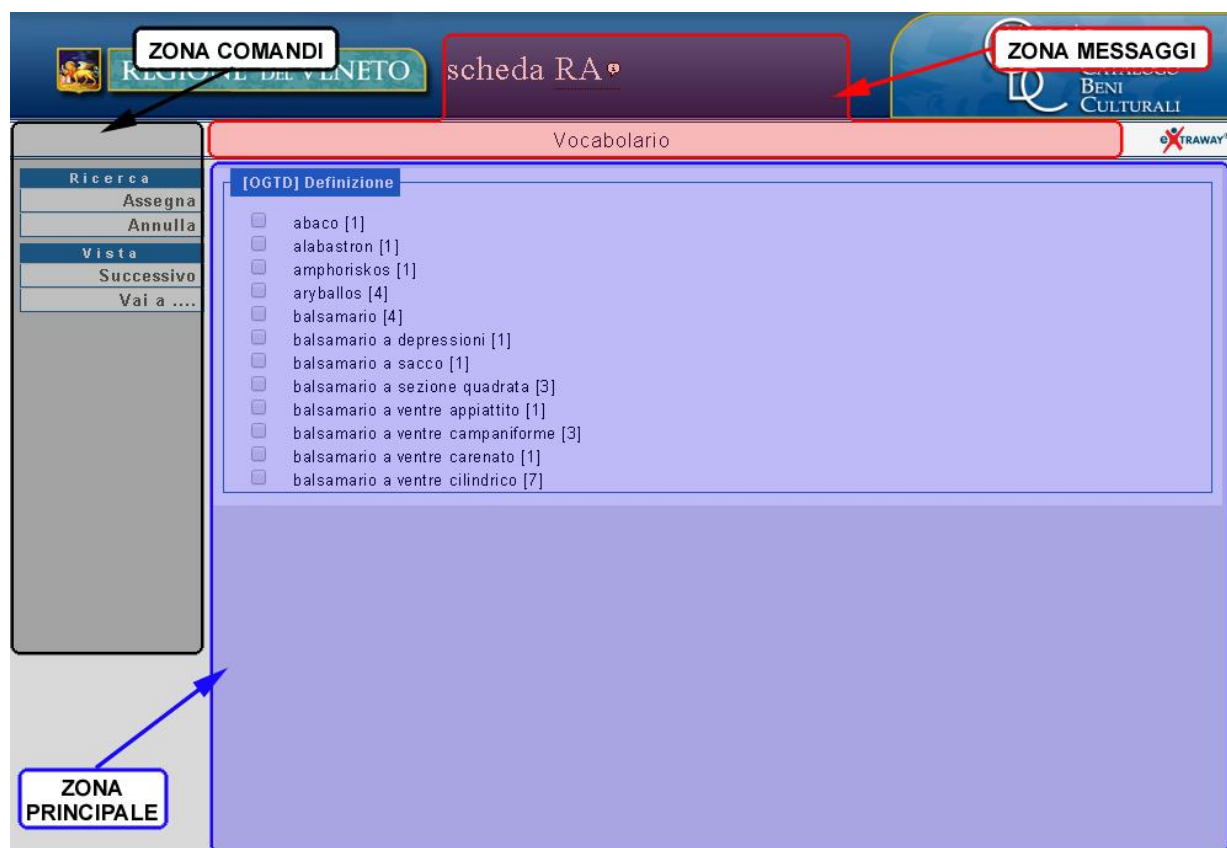 ZONA COMANDI
ZONA MESSAGGI
REGIONE DEL VENETO
scheda RA
CATALOGO
BENI
CULTURALI
Vocabolario
eXTRAWAY
Ricerca
Assegna
Annulla
Vista
Successivo
Vai a ....
[OGTD] Definizione
abaco [1]
alabastron [1]
amphoriskos [1]
aryballos [4]
balsamario [4]
balsamario a depressioni [1]
balsamario a sacco [1]
balsamario a sezione quadrata [3]
balsamario a ventre appiattito [1]
balsamario a ventre campaniforme [3]
balsamario a ventre carenato [1]
balsamario a ventre cilindrico [7]
ZONA
PRINCIPALE